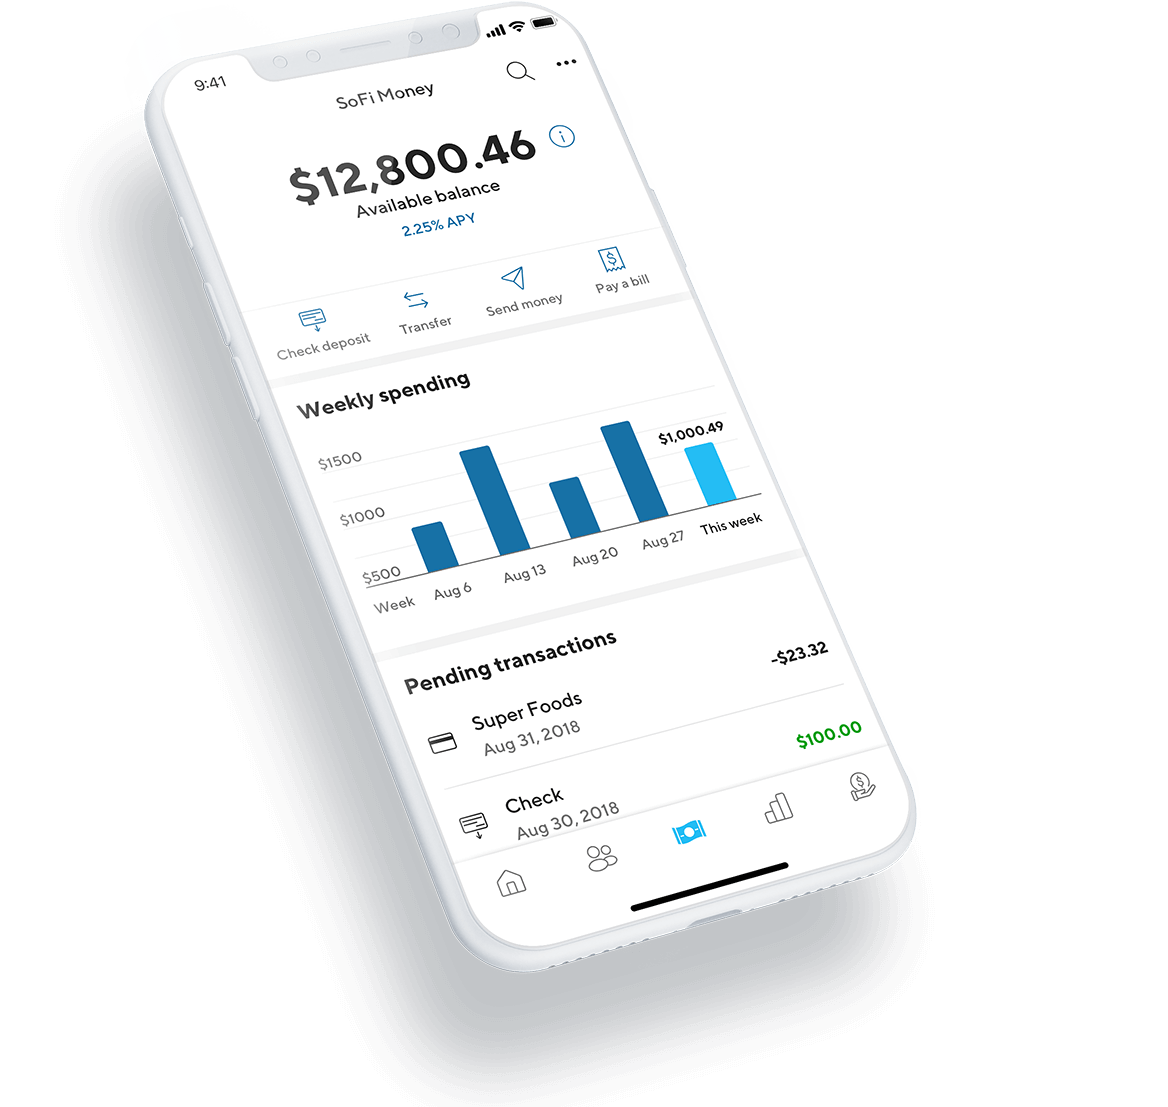 9:41
SoFi Money
$12,800.46
Available balance
2.25% APY
Check deposit
Transfer
Send money
Pay a bill
Weekly spending
$1500
$1000
$500
$1,000.49
Week
Aug 6
Aug 13
Aug 20
Aug 27
This week
Pending transactions
Super Foods
-$23.32
Aug 31, 2018
Check
$100.00
Aug 30, 2018